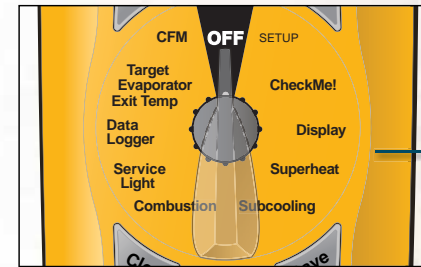 CFM OFF SETUP
Target
Evaporator
Exit Temp
CheckMe!
Data
Logger
Display
Service
Light
Superheat
Combustion Subcooling